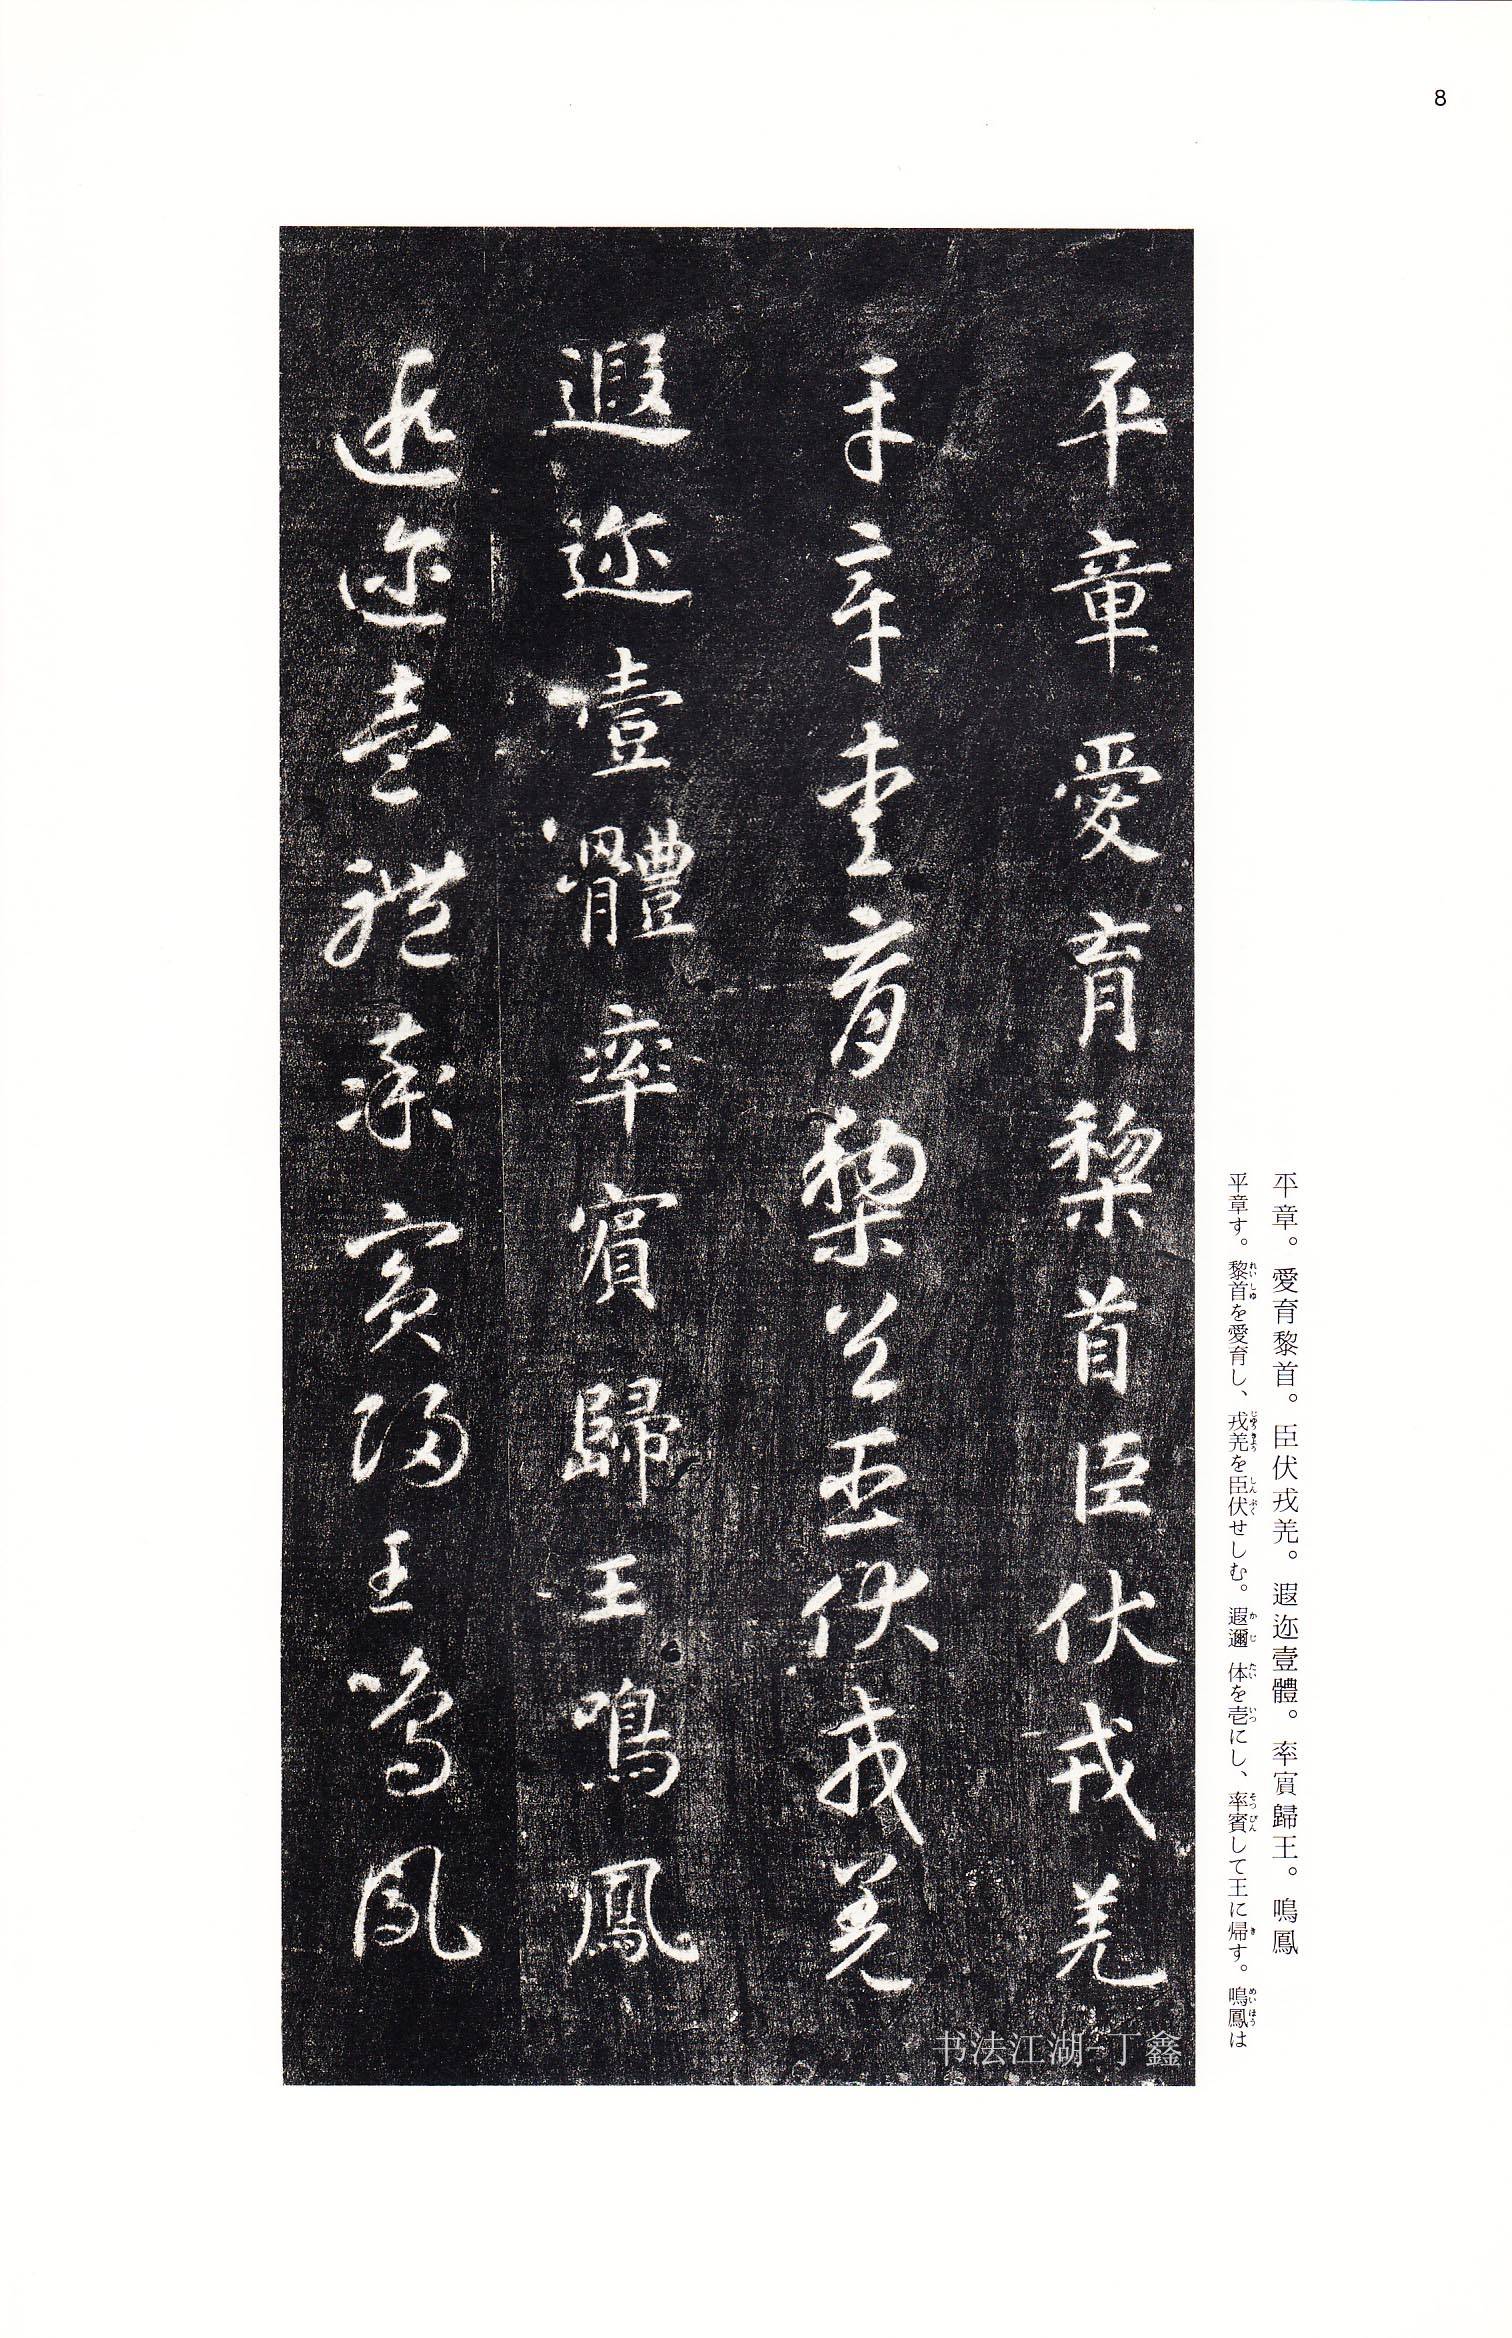 8
平章。愛育黎首。臣伏戎羌。遐迩壹體。率賓歸王。鳴鳳
平章す。黎首を愛育し、戎羌を臣伏せしむ。遐邇 体を壱にし、率賓して王に帰す。鳴鳳は
平章愛育黎首臣伏戎羌
平章愛育黎首臣伏戎羌
遐迩壹體率賓歸王鳴鳳
遐迩壹體率賓歸王鳴鳳
书法江湖-丁鑫